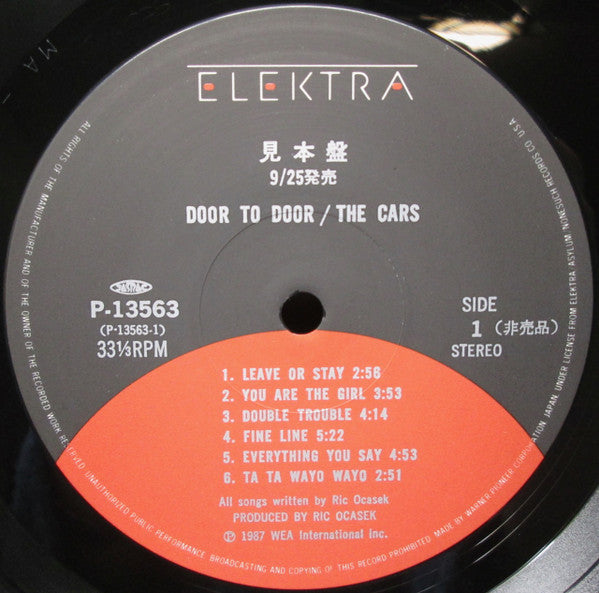 ELEKTRA
見本盤
9/25発売
DOOR TO DOOR / THE CARS
P-13563
(P-13563-1)
33⅓RPM
SIDE
1 (非売品)
STEREO
1. LEAVE OR STAY 2:56
2. YOU ARE THE GIRL 3:53
3. DOUBLE TROUBLE 4:14
4. FINE LINE 5:22
5. EVERYTHING YOU SAY 4:53
6. TA TA WAYO WAYO 2:51
All songs written by Ric Ocasek
PRODUCED BY RIC OCASEK
Ⓟ 1987 WEA International Inc.
ALL RIGHTS OF THE MANUFACTURER AND OF THE OWNER OF THE RECORDED WORK RESERVED UNAUTHORIZED PUBLIC PERFORMANCE BROADCASTING AND COPYING OF THIS RECORD PROHIBITED MADE BY WARNER-PIONEER CORPORATION JAPAN, UNDER LICENSE FROM ELEKTRA ASYLUM NONESUCH RECORDS CO. U.S.A.
M A